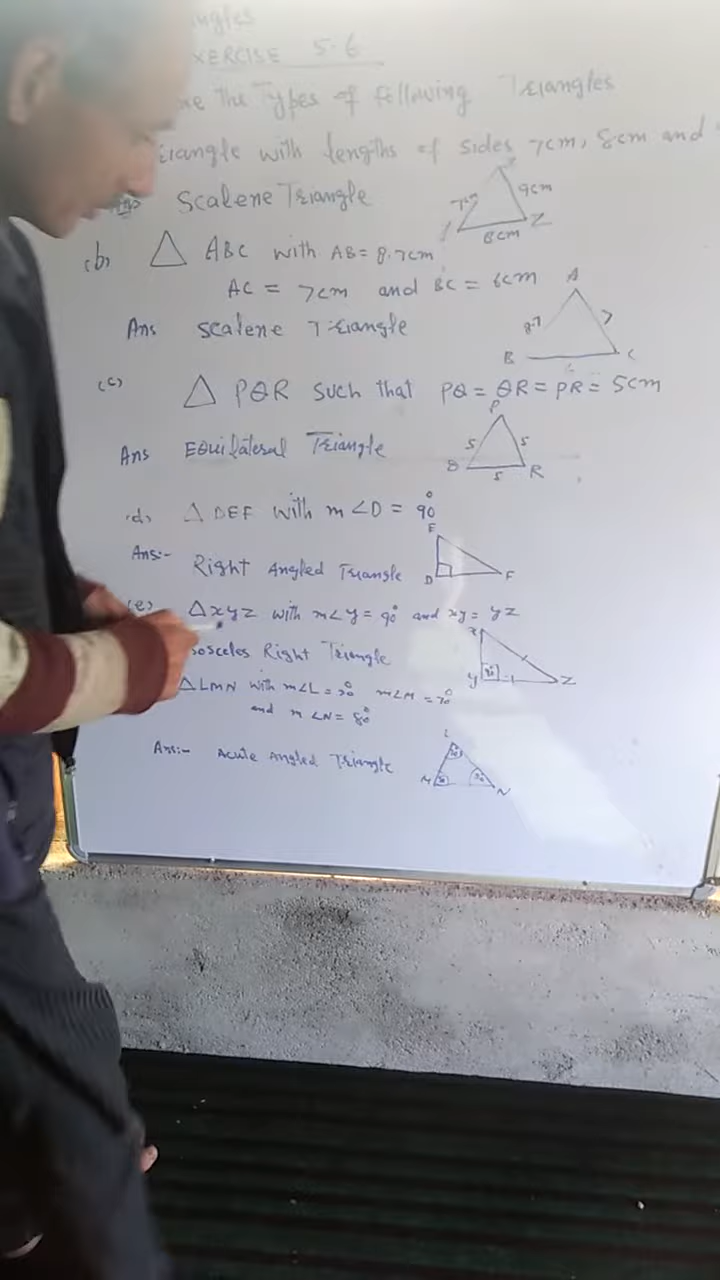 ngles
XERCISE 5.6
the Types of following Triangles
riangle with lengths of sides 7cm, 8cm and
Scalene Triangle
9cm
Z
8cm
(b) △ ABC with AB = 8.7cm
AC = 7cm and BC = 6cm
A
Ans Scalene Triangle
8.7
7
B
C
(c) △ PQR such that PQ = QR = PR = 5cm
P
Ans Equilateral Triangle
5 5
Q 5 R
(d) △ DEF with m∠D = 90°
E
Ans:- Right Angled Triangle
D F
(e) △xyz with m∠y = 90° and xy = yz
x
osceles Right Triangle
y z
△LMN with m∠L = 30° m∠M = 70°
and m∠N = 80°
L
Ans:- Acute Angled Triangle
M N